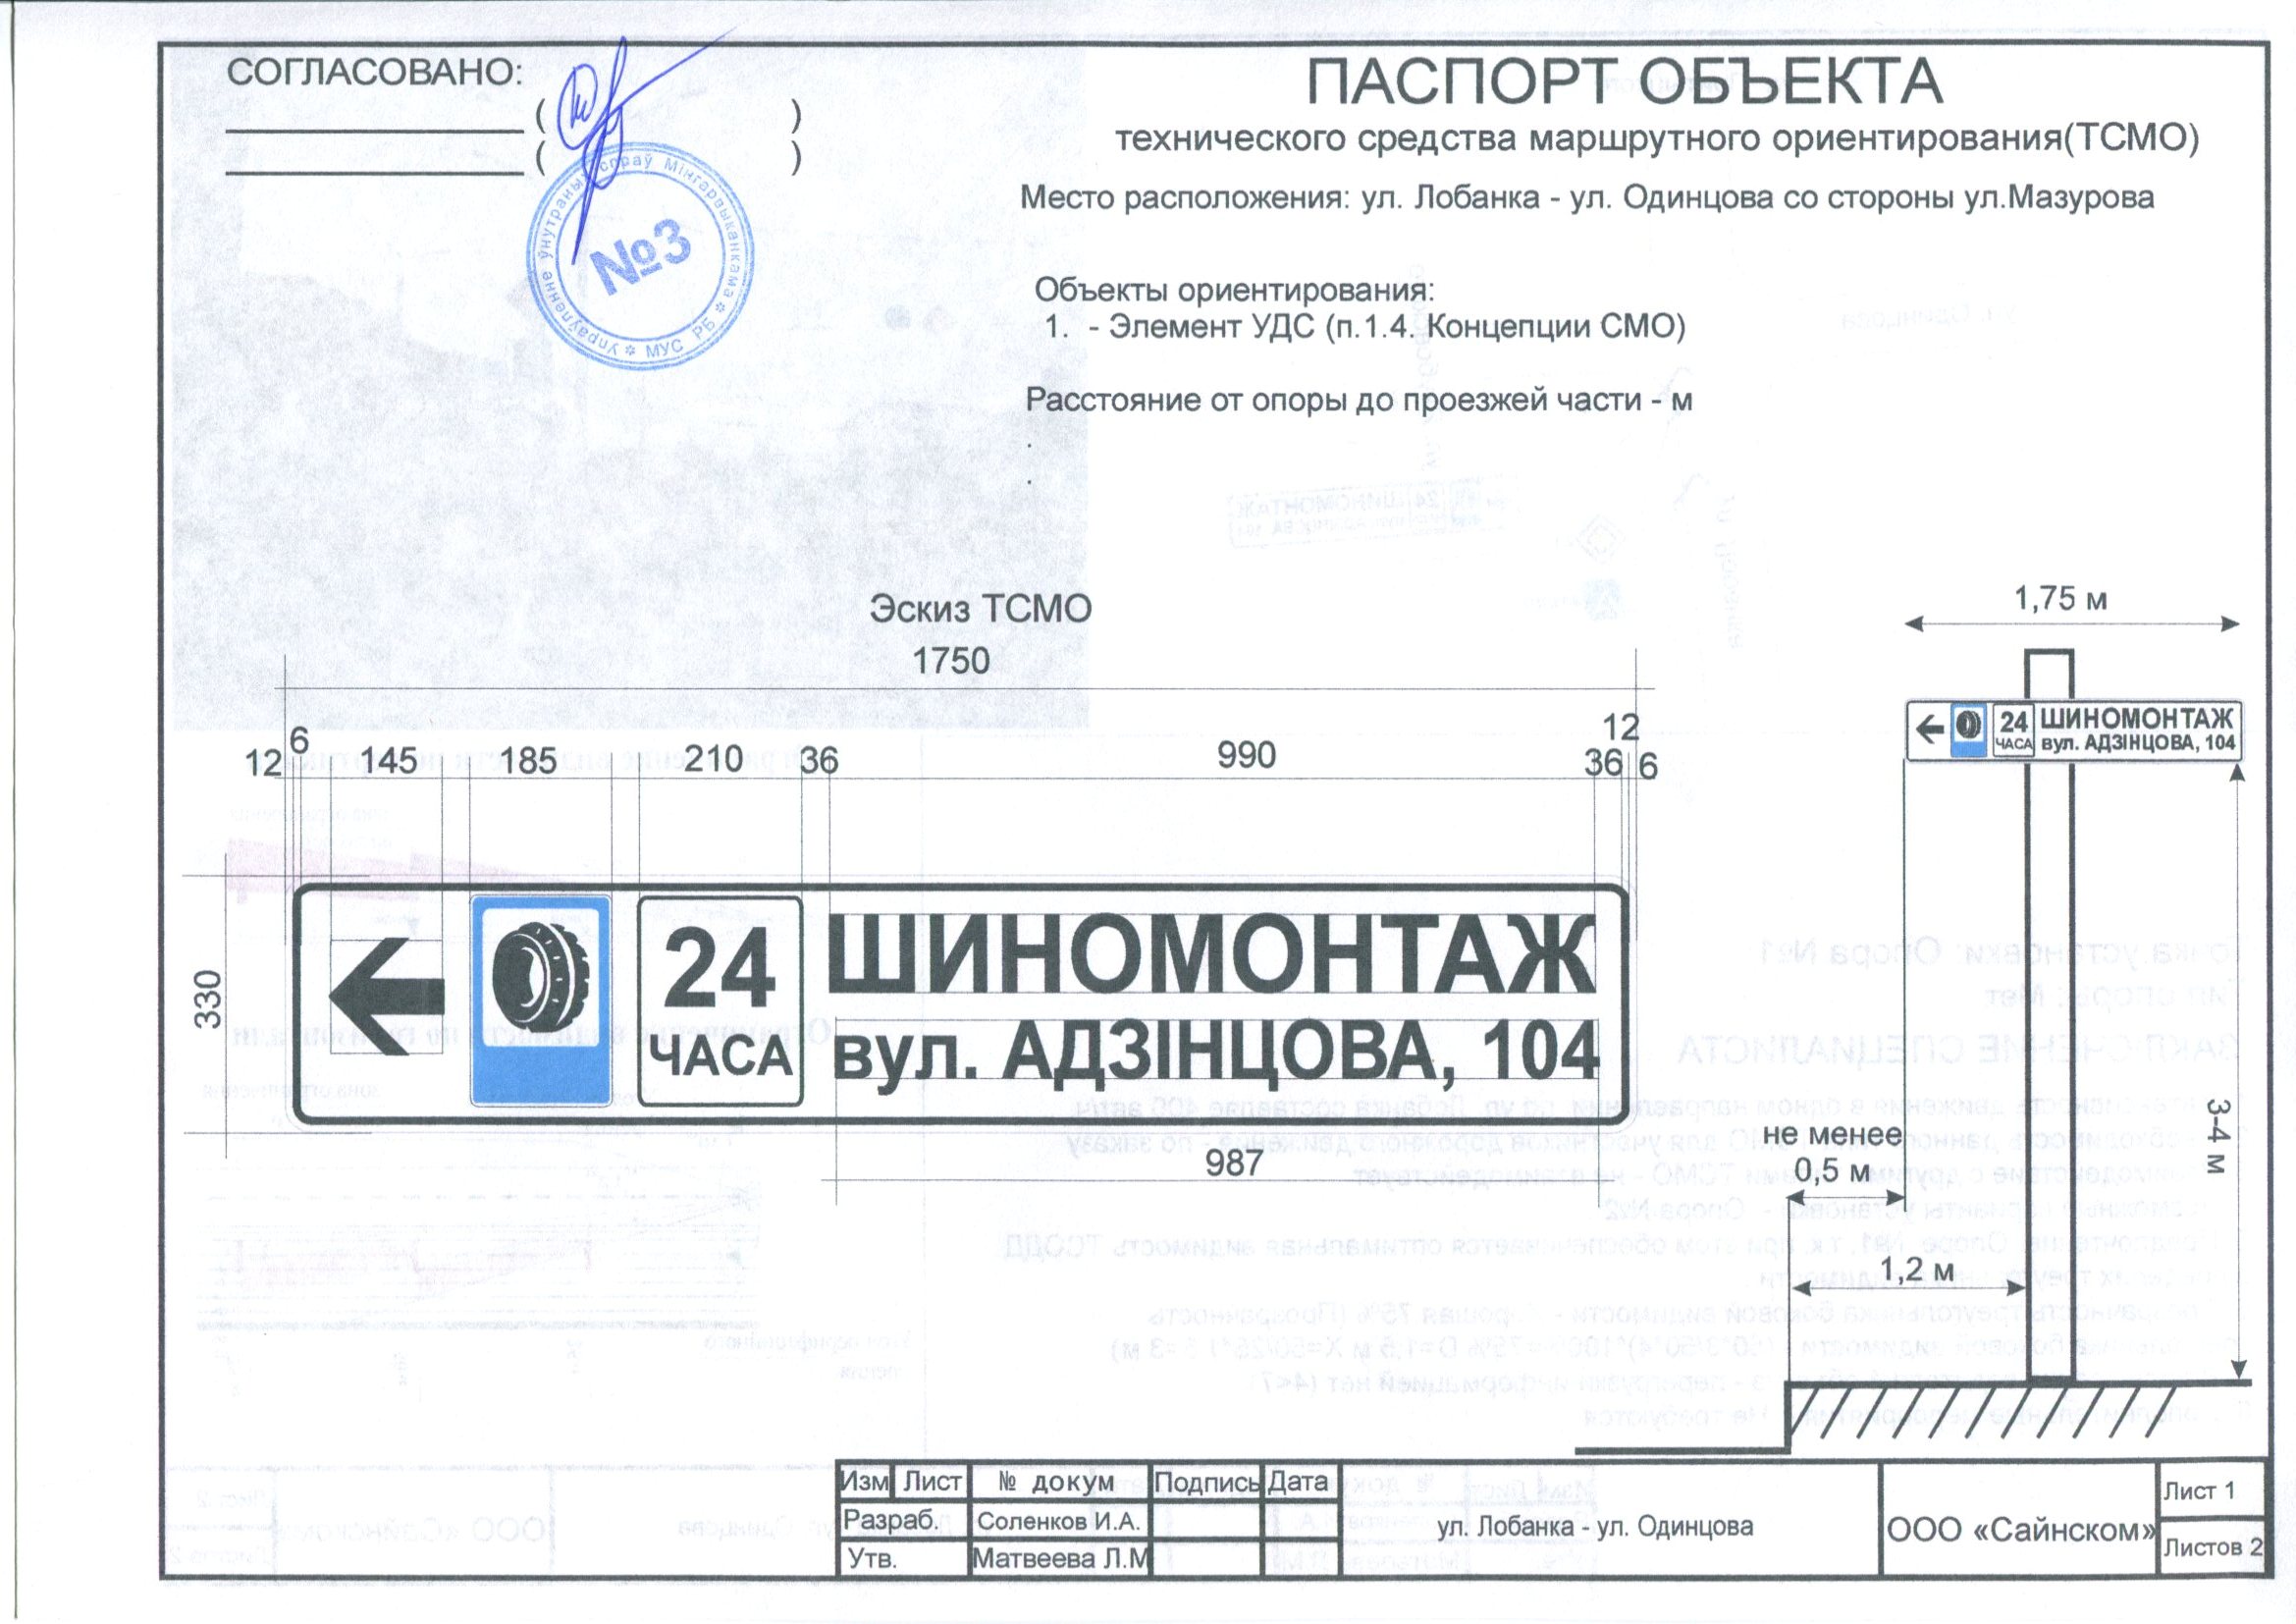 СОГЛАСОВАНО:
( )
( )
Упраўленне ўнутраных спраў Мінгарвыканкама * МУС РБ *
№3
ПАСПОРТ ОБЪЕКТА
технического средства маршрутного ориентирования(ТСМО)
Место расположения: ул. Лобанка - ул. Одинцова со стороны ул.Мазурова
Объекты ориентирования:
1. - Элемент УДС (п.1.4. Концепции СМО)
Расстояние от опоры до проезжей части - м
.
.
Эскиз ТСМО
1750
12 6 145 185 210 36 990 36 12 6
330
24
ЧАСА
ШИНОМОНТАЖ
вул. АДЗІНЦОВА, 104
987
1,75 м
24
ЧАСА
ШИНОМОНТАЖ
вул. АДЗІНЦОВА, 104
3-4 м
не менее
0,5 м
1,2 м
Изм Лист № докум Подпись Дата
Разраб. Соленков И.А.
Утв. Матвеева Л.М
ул. Лобанка - ул. Одинцова
ООО «Сайнском»
Лист 1
Листов 2